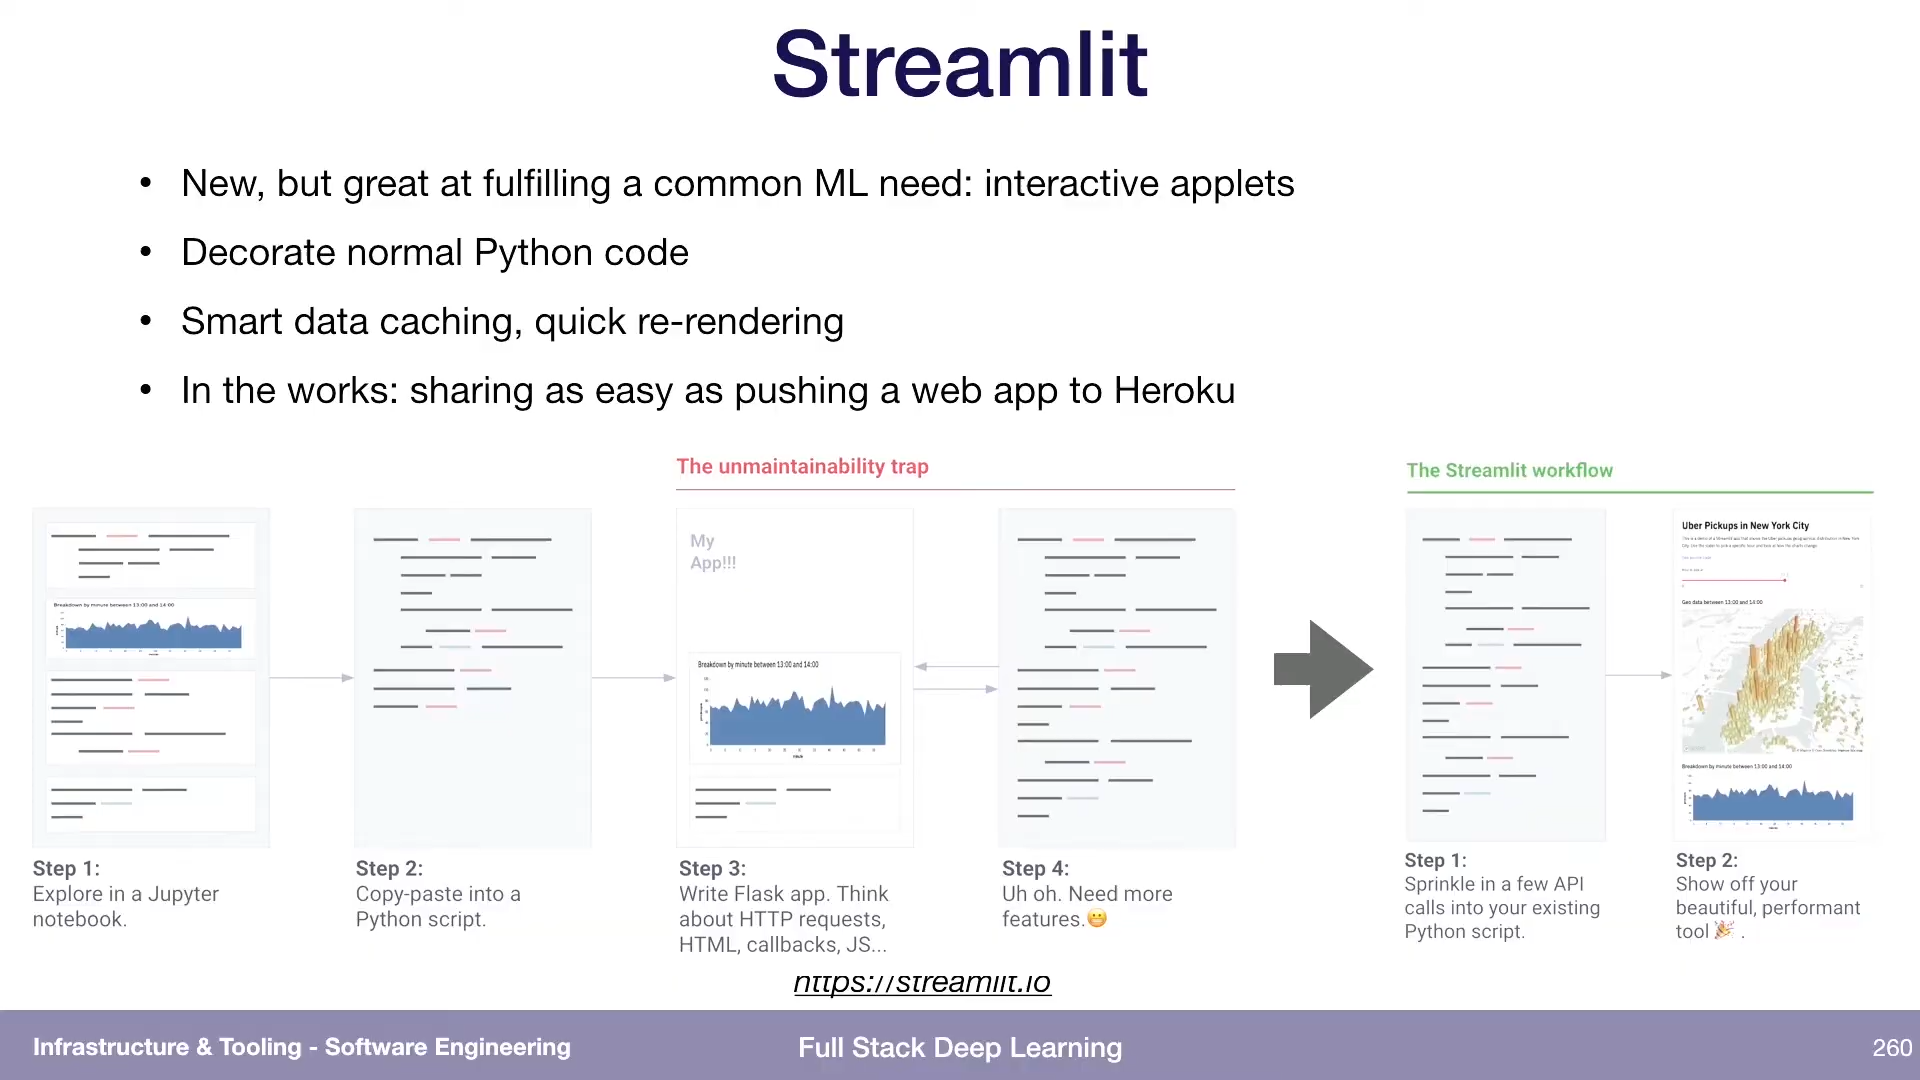 Streamlit
• New, but great at fulfilling a common ML need: interactive applets
• Decorate normal Python code
• Smart data caching, quick re-rendering
• In the works: sharing as easy as pushing a web app to Heroku
The unmaintainability trap
The Streamlit workflow
Breakdown by minute between 13:00 and 14:00
My
App!!!
Breakdown by minute between 13:00 and 14:00
Uber Pickups in New York City
Geo data between 13:00 and 14:00
Breakdown by minute between 13:00 and 14:00
Step 1:
Explore in a Jupyter
notebook.
Step 2:
Copy-paste into a
Python script.
Step 3:
Write Flask app. Think
about HTTP requests,
HTML, callbacks, JS...
Step 4:
Uh oh. Need more
features.😬
Step 1:
Sprinkle in a few API
calls into your existing
Python script.
Step 2:
Show off your
beautiful, performant
tool 🎉 .
https://streamlit.io
Infrastructure & Tooling - Software Engineering
Full Stack Deep Learning
260